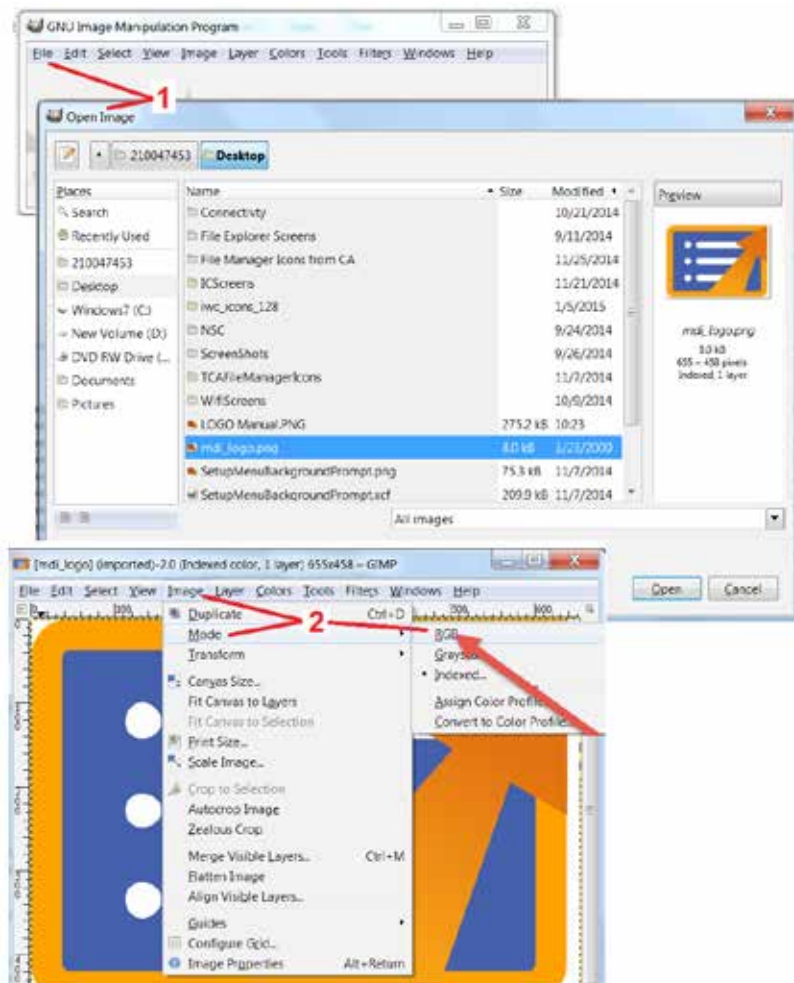 GNU Image Manipulation Program
File Edit Select View Image Layer Colors Tools Filters Windows Help
1
Open Image
210047453 Desktop
Places Name Size Modified Preview
Search Connectivity 10/21/2014
Recently Used File Explorer Screens 9/11/2014
210047453 File Manager Icons from CA 11/25/2014
Desktop ICScreens 11/21/2014
Windows7 (C:) iwc_icons_128 1/5/2015
New Volume (D:) NSC 9/24/2014 mdi_logo.png
DVD RW Drive (... ScreenShots 9/26/2014 8.0 kB
655 × 458 pixels
Documents TCAFileManagerIcons 11/7/2014 Indexed, 1 layer
Pictures WifiScreens 10/9/2014
LOGO Manual.PNG 275.2 kB 10:23
mdi_logo.png 8.0 kB 1/23/2009
SetupMenuBackgroundPrompt.png 75.3 kB 11/7/2014
SetupMenuBackgroundPrompt.xcf 209.9 kB 11/7/2014
All images
Open Cancel
[mdi_logo] (imported)-2.0 (Indexed color, 1 layer) 655x458 – GIMP
File Edit Select View Image Layer Colors Tools Filters Windows Help
2
Duplicate Ctrl+D
Mode RGB
Transform
Indexed...
Canvas Size...
Fit Canvas to Layers
Convert to Color
Fit Canvas to Selection
Print Size...
Scale Image...
Crop to Selection
Autocrop Image
Zealous Crop
Merge Visible Layers... Ctrl+M
Flatten Image
Align Visible Layers...
Guides
Configure Grid...
Image Properties Alt+Return